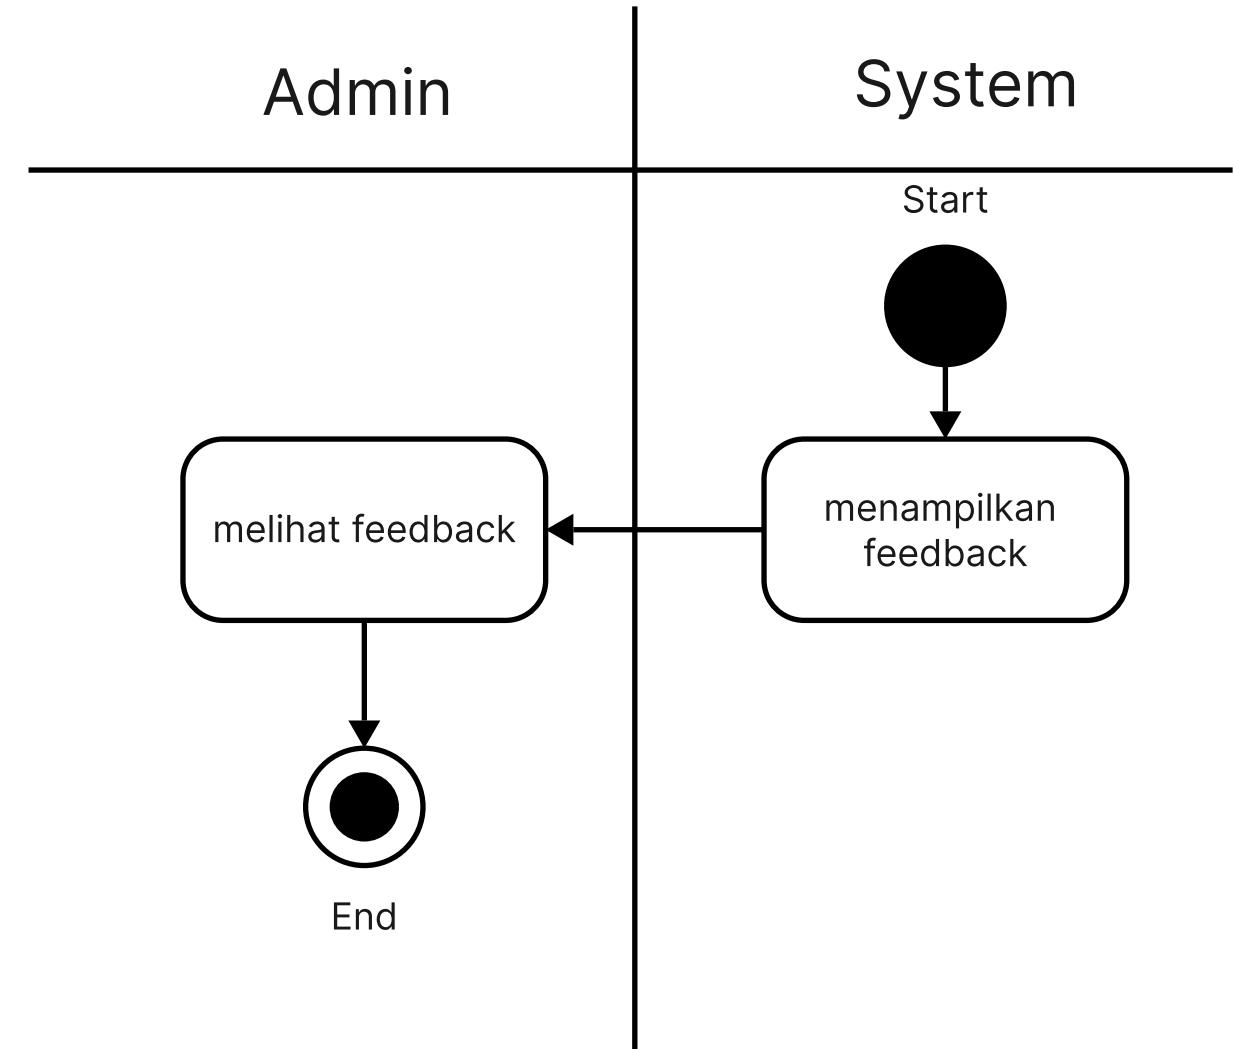 Admin
System
Start
melihat feedback
menampilkan
feedback
End